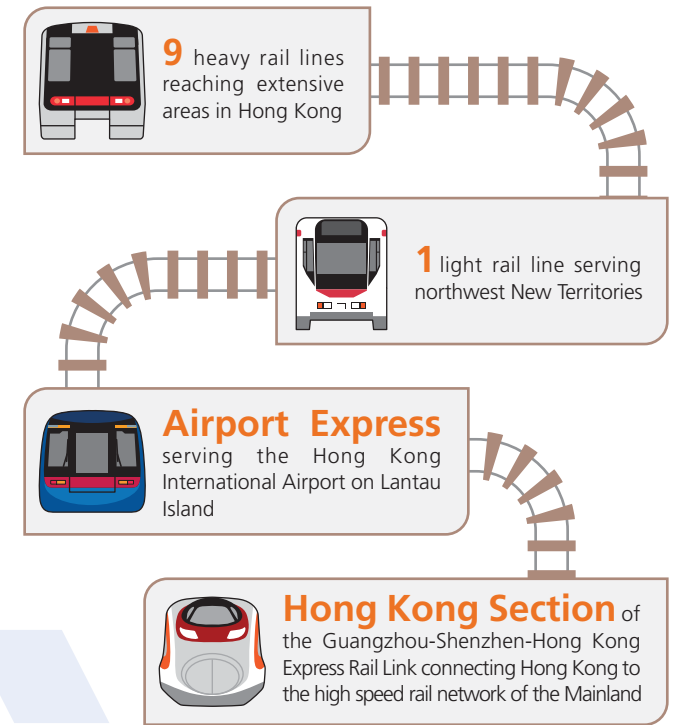 9 heavy rail lines
reaching extensive
areas in Hong Kong
1 light rail line serving
northwest New Territories
Airport Express
serving the Hong Kong
International Airport on Lantau
Island
Hong Kong Section of
the Guangzhou-Shenzhen-Hong Kong
Express Rail Link connecting Hong Kong to
the high speed rail network of the Mainland